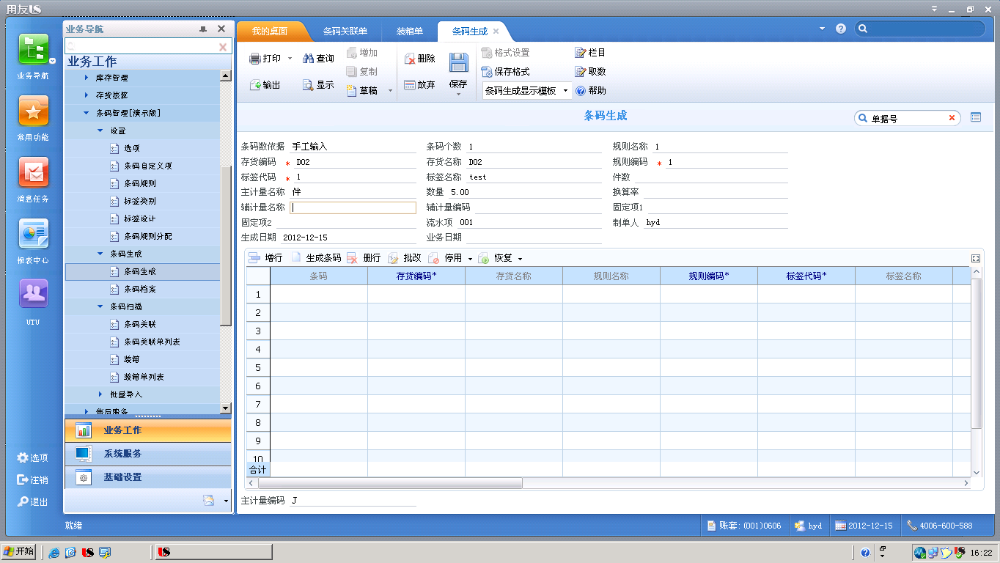 用友U8
业务导航
业务工作
业务导航
常用功能
消息任务
报表中心
UTU
选项
注销
退出
库存管理
存货核算
条码管理[演示版]
设置
选项
条码自定义项
条码规则
标签类别
标签设计
条码规则分配
条码生成
条码生成
条码档案
条码扫描
条码关联
条码关联单列表
装箱
装箱单列表
批量导入
售后服务
业务工作
系统服务
基础设置
我的桌面 条码关联单 装箱单 条码生成
打印 查询 增加 删除 格式设置 栏目
复制 保存格式 取数
输出 显示 草稿 放弃 保存 条码生成显示模板 帮助
条码生成
单据号
条码数依据 手工输入 条码个数 1 规则名称 1
存货编码 * D02 存货名称 D02 规则编码 * 1
标签代码 * 1 标签名称 test 件数
主计量名称 件 数量 5.00 换算率
辅计量名称 辅计量编码 固定项1
固定项2 流水项 001 制单人 hyd
生成日期 2012-12-15 业务日期
增行 生成条码 删行 批改 停用 恢复
条码 存货编码* 存货名称 规则名称 规则编码* 标签代码* 标签名称
1
2
3
4
5
6
7
8
9
10
合计
主计量编码 J
就绪 账套:(001)0606 hyd 2012-12-15 4006-600-588
开始 16:22